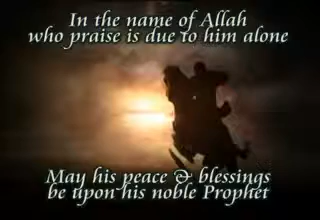 In the name of Allah
who praise is due to him alone
May his peace & blessings
be upon his noble Prophet